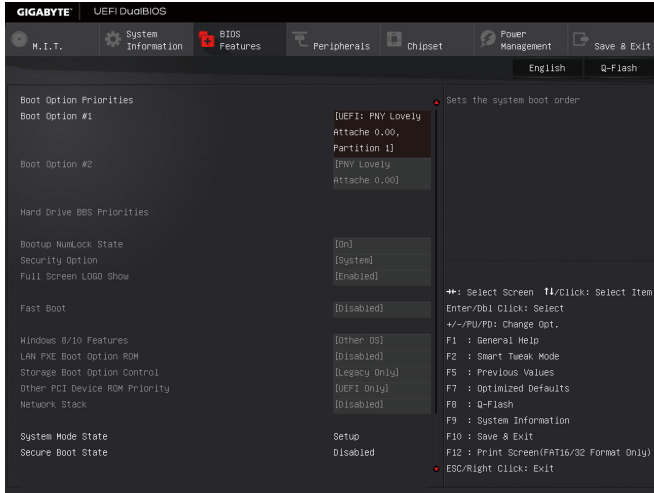 GIGABYTE™ UEFI DualBIOS
M.I.T. System Information BIOS Features Peripherals Chipset Power Management Save & Exit
English Q-Flash
Boot Option Priorities
Sets the system boot order
Boot Option #1 [UEFI: PNY Lovely
Attache 0.00,
Partition 1]
Boot Option #2 [PNY Lovely
Attache 0.00]
Hard Drive BBS Priorities
Bootup NumLock State [On]
Security Option [System]
Full Screen LOGO Show [Enabled]
Fast Boot [Disabled]
Windows 8/10 Features [Other OS]
LAN PXE Boot Option ROM [Disabled]
Storage Boot Option Control [Legacy Only]
Other PCI Device ROM Priority [UEFI Only]
Network Stack [Disabled]
System Mode State Setup
Secure Boot State Disabled
→←: Select Screen ↑↓/Click: Select Item
Enter/Dbl Click: Select
+/-/PU/PD: Change Opt.
F1 : General Help
F2 : Smart Tweak Mode
F5 : Previous Values
F7 : Optimized Defaults
F8 : Q-Flash
F9 : System Information
F10 : Save & Exit
F12 : Print Screen(FAT16/32 Format Only)
ESC/Right Click: Exit